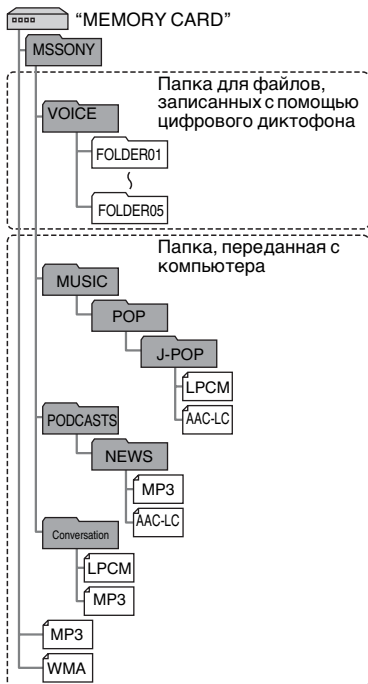 “MEMORY CARD”
MSSONY
Папка для файлов,
записанных с помощью
цифрового диктофона
VOICE
FOLDER01
FOLDER05
Папка, переданная с
компьютера
MUSIC
POP
J-POP
LPCM
AAC-LC
PODCASTS
NEWS
MP3
AAC-LC
Conversation
LPCM
MP3
MP3
WMA